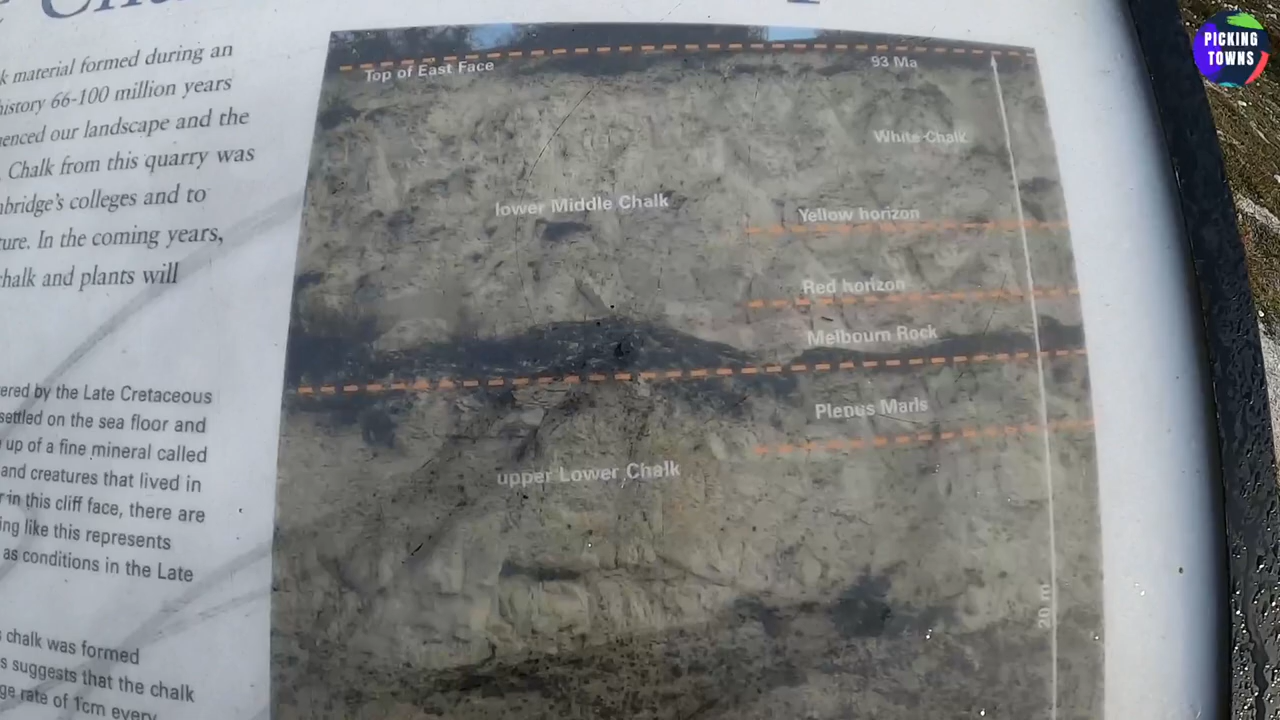 k material formed during an
history 66-100 million years
enced our landscape and the
. Chalk from this quarry was
bridge's colleges and to
ture. In the coming years,
chalk and plants will
ered by the Late Cretaceous
settled on the sea floor and
up of a fine mineral called
and creatures that lived in
r in this cliff face, there are
ing like this represents
as conditions in the Late
s chalk was formed
s suggests that the chalk
ge rate of 1cm every
Top of East Face
93 Ma
White Chalk
lower Middle Chalk
Yellow horizon
Red horizon
Melbourn Rock
Plenus Marls
upper Lower Chalk
20 m
PICKING
TOWNS